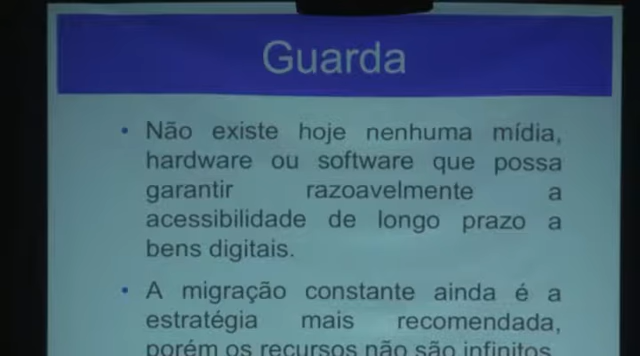 Guarda
• Não existe hoje nenhuma mídia,
hardware ou software que possa
garantir razoavelmente a
acessibilidade de longo prazo a
bens digitais.
• A migração constante ainda é a
estratégia mais recomendada,
porém os recursos não são infinitos.